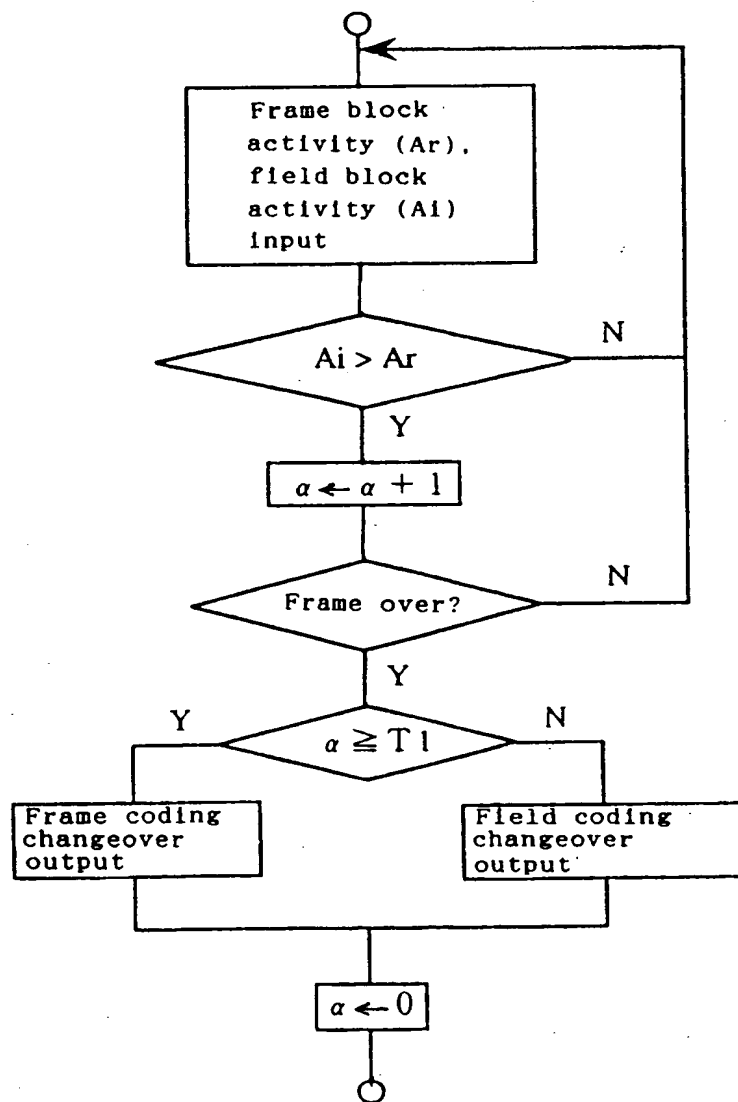 Frame block
activity (Ar),
field block
activity (Ai)
input
Ai > Ar
N
Y
α ← α + 1
Frame over?
N
Y
α ≧ T1
Y
N
Frame coding
changeover
output
Field coding
changeover
output
α ← 0